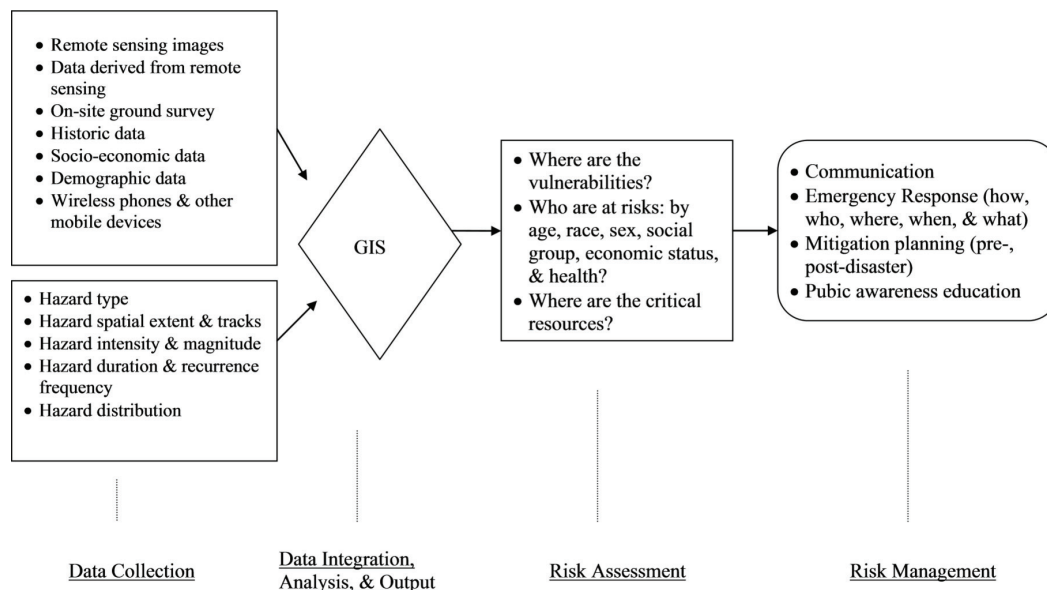 ● Remote sensing images
● Data derived from remote
sensing
● On-site ground survey
● Historic data
● Socio-economic data
● Demographic data
● Wireless phones & other
mobile devices
● Hazard type
● Hazard spatial extent & tracks
● Hazard intensity & magnitude
● Hazard duration & recurrence
frequency
● Hazard distribution
GIS
● Where are the
vulnerabilities?
● Who are at risks: by
age, race, sex, social
group, economic status,
& health?
● Where are the critical
resources?
● Communication
● Emergency Response (how,
who, where, when, & what)
● Mitigation planning (pre-,
post-disaster)
● Pubic awareness education
Data Collection
Data Integration,
Analysis, & Output
Risk Assessment
Risk Management